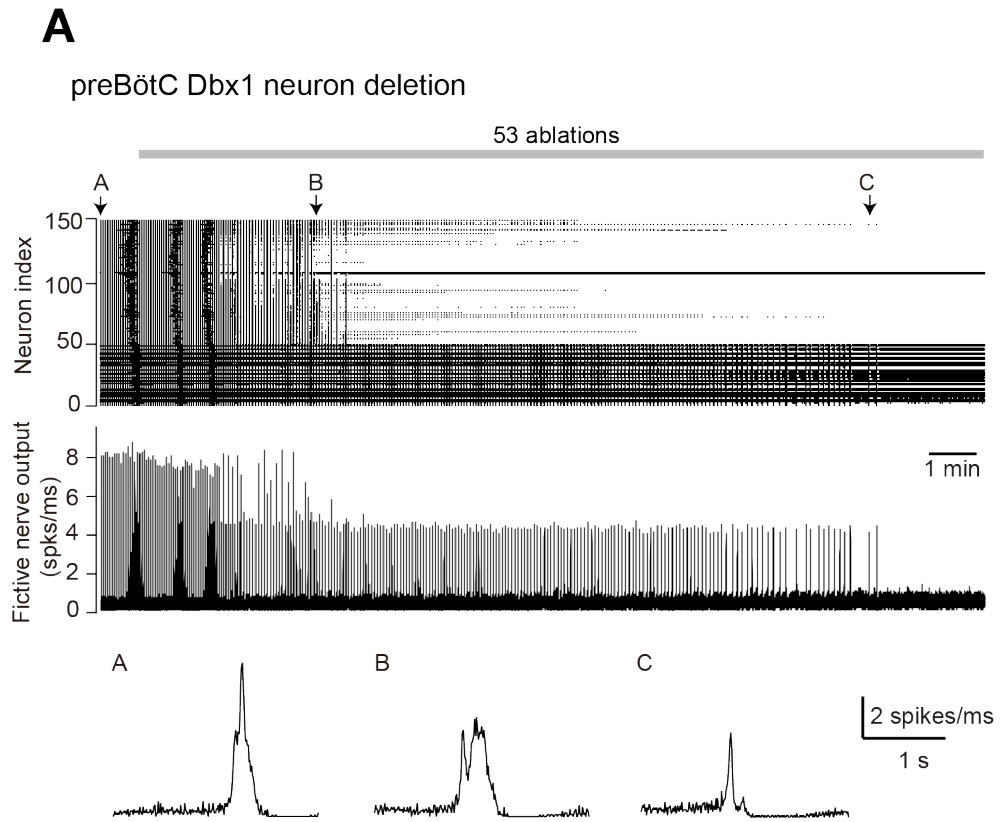 A
preBötC Dbx1 neuron deletion
53 ablations
A B C
Neuron index
150
100
50
0
Fictive nerve output
(spks/ms)
8
6
4
2
0
1 min
A B C
2 spikes/ms
1 s